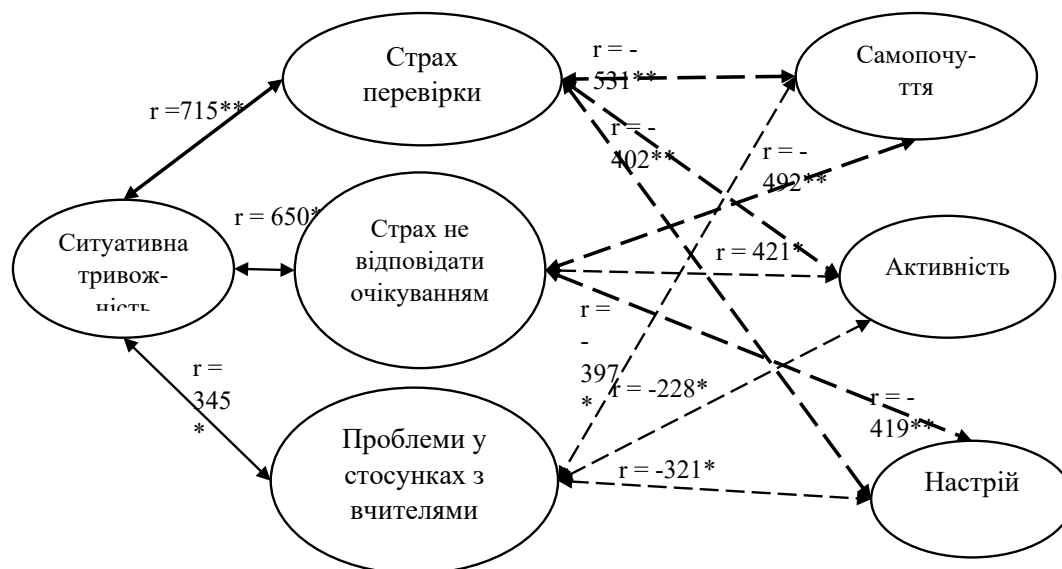 Страх
перевірки
r = -
531**
Самопочу-
ття
r =715**
r = -
402**
r = -
492**
Ситуативна
тривож-
ність
r = 650*
Страх не
відповідати
очікуванням
r = 421*
Активність
r =
-
397
*
r =
345
*
r = -228*
r = -
419**
Проблеми у
стосунках з
вчителями
r = -321*
Настрій